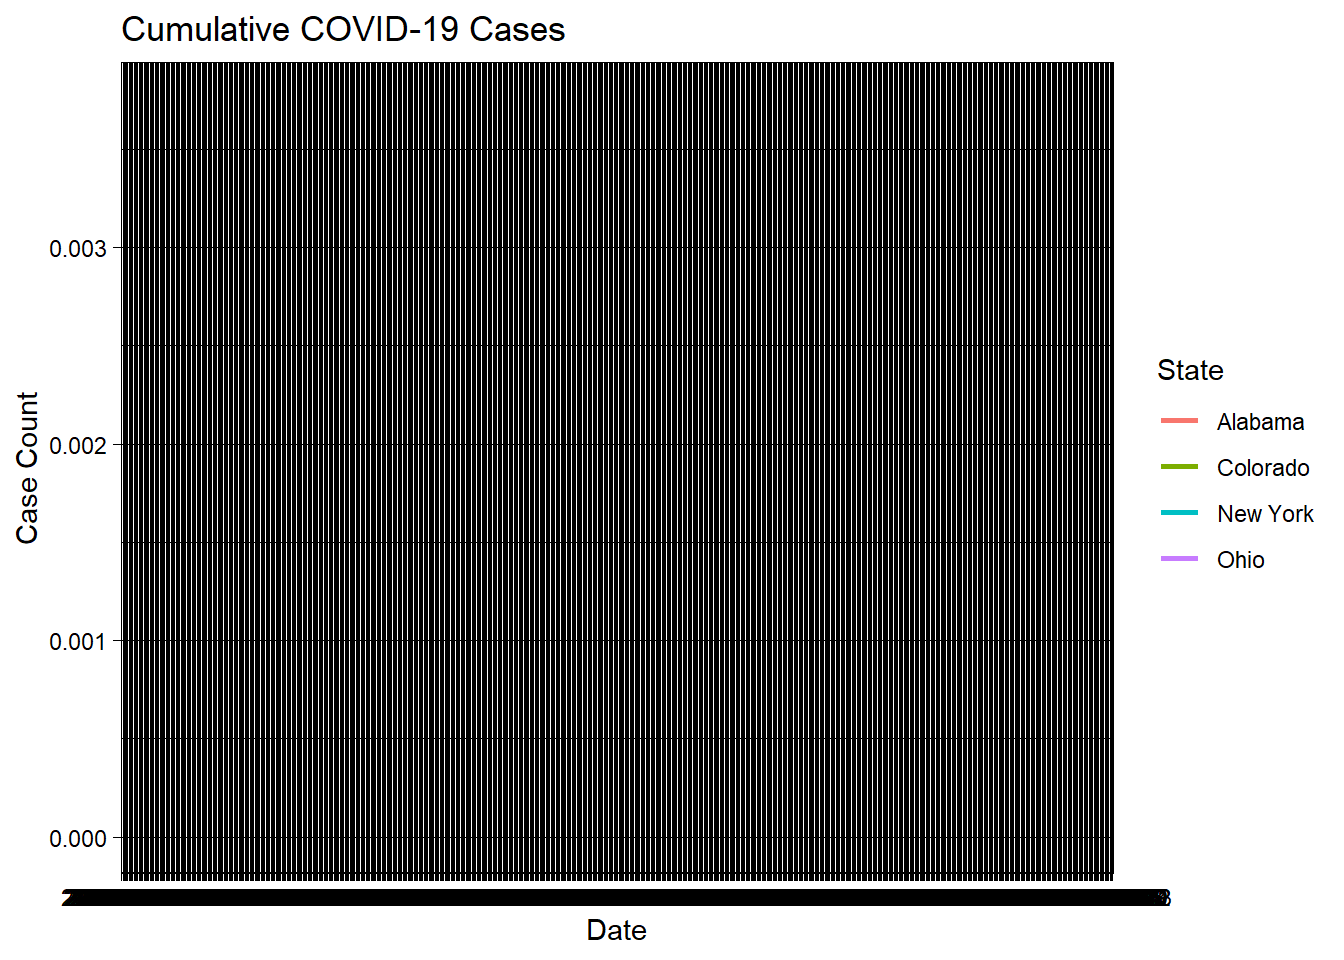 Cumulative COVID-19 Cases
Case Count
0.003
0.002
0.001
0.000
Date
State
Alabama
Colorado
New York
Ohio